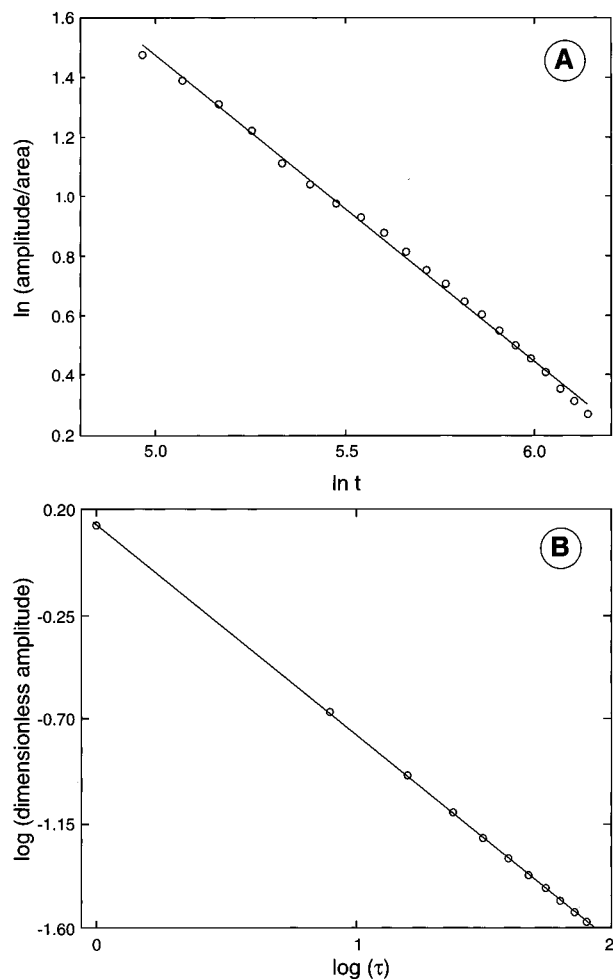 A
1.6
1.4
1.2
1.0
0.8
0.6
0.4
0.2
ln (amplitude/area)
5.0 5.5 6.0
ln t
B
0.20
-0.25
-0.70
-1.15
-1.60
log (dimensionless amplitude)
0 1 2
log (τ)